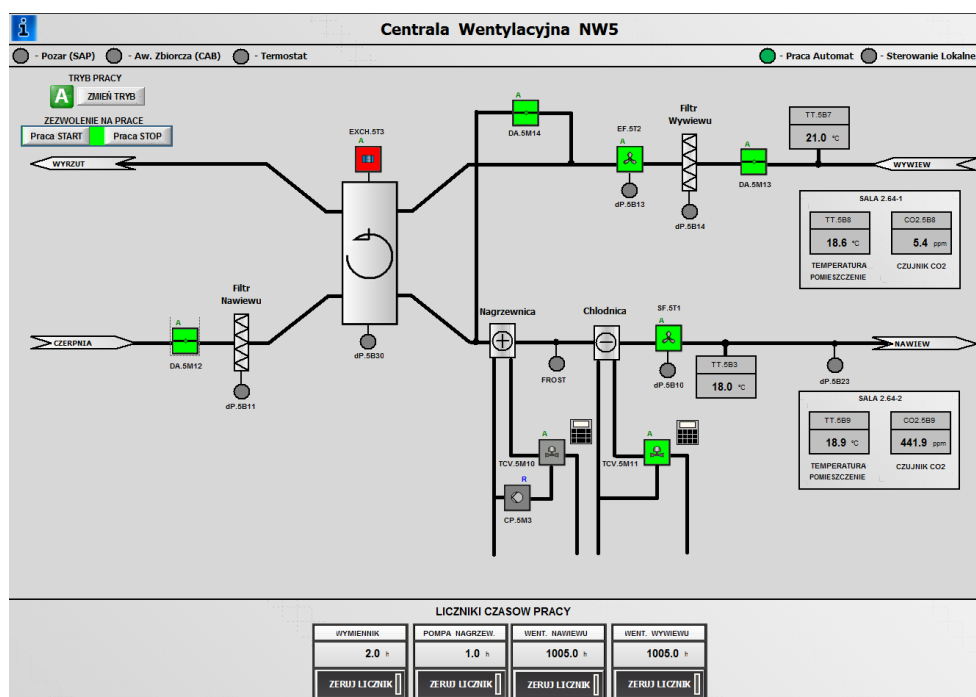 i
Centrala Wentylacyjna NW5
- Pozar (SAP) - Aw. Zbiorcza (CAB) - Termostat - Praca Automat - Sterowanie Lokalne
TRYB PRACY
A ZMIEŃ TRYB
ZEZWOLENIE NA PRACE
Praca START Praca STOP
EXCH.5T3
A
A
DA.5M14
EF.5T2
A
dP.5B13
Filtr
Wywiewu
dP.5B14
A
DA.5M13
TT.5B7
21.0 °C
WYRZUT
WYWIEW
SALA 2.64-1
TT.5B8 CO2.5B8
18.6 °C 5.4 ppm
TEMPERATURA CZUJNIK CO2
POMIESZCZENIE
Filtr
Nawiewu
CZERPNIA
A
DA.5M12
dP.5B11
dP.5B30
Nagrzewnica
FROST
Chłodnica
SF.5T1
A
dP.5B10
TT.5B3
18.0 °C
dP.5B23
NAWIEW
SALA 2.64-2
TT.5B9 CO2.5B9
18.9 °C 441.9 ppm
TEMPERATURA CZUJNIK CO2
POMIESZCZENIE
A
TCV.5M10
A
TCV.5M11
R
CP.5M3
LICZNIKI CZASOW PRACY
WYMIENNIK POMPA NAGRZEW. WENT. NAWIEWU WENT. WYWIEWU
2.0 h 1.0 h 1005.0 h 1005.0 h
ZERUJ LICZNIK ZERUJ LICZNIK ZERUJ LICZNIK ZERUJ LICZNIK